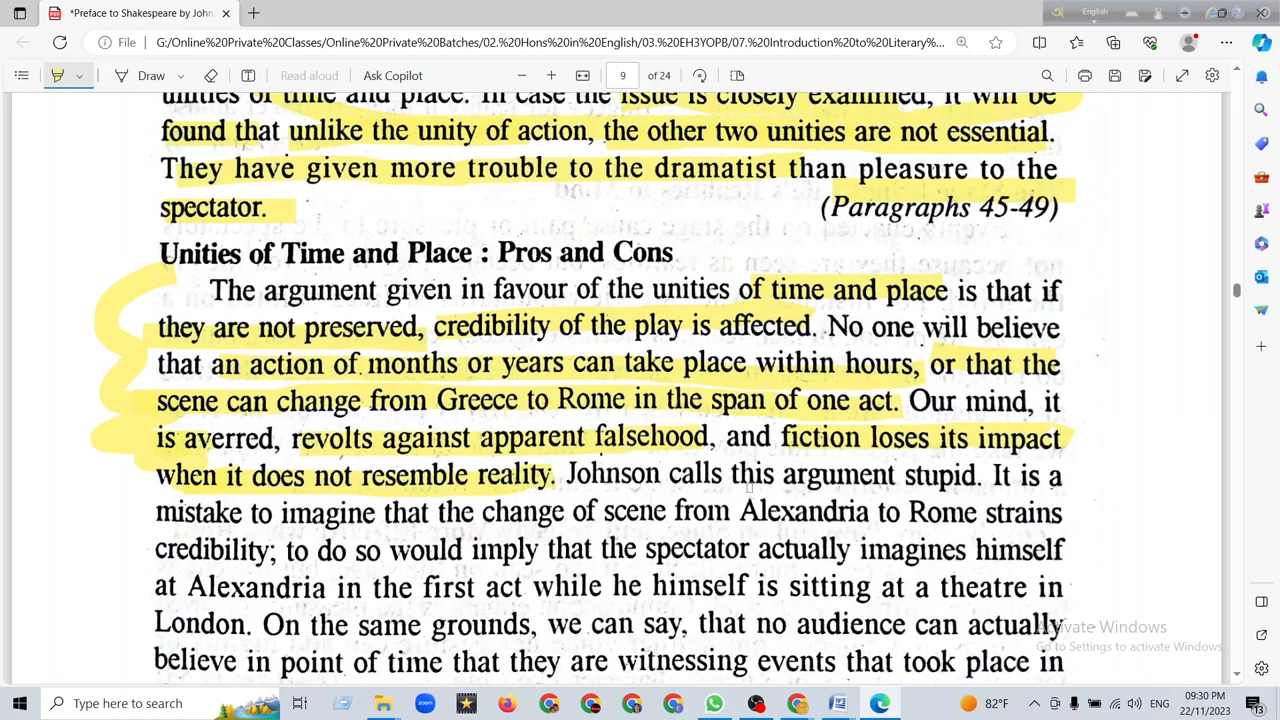 *Preface to Shakespeare by John
English
File
G:/Online%20Private%20Classes/Online%20Private%20Batches/01.%20Hons%20in%20English/03.%20EH3YOPB/07.%20Introduction%20to%20Literary%...
Draw
Read aloud
Ask Copilot
9
of 24
unities of time and place. In case the issue is closely examined, it will be
found that unlike the unity of action, the other two unities are not essential.
They have given more trouble to the dramatist than pleasure to the
spectator.
(Paragraphs 45-49)
Unities of Time and Place : Pros and Cons
The argument given in favour of the unities of time and place is that if
they are not preserved, credibility of the play is affected. No one will believe
that an action of months or years can take place within hours, or that the
scene can change from Greece to Rome in the span of one act. Our mind, it
is averred, revolts against apparent falsehood, and fiction loses its impact
when it does not resemble reality. Johnson calls this argument stupid. It is a
mistake to imagine that the change of scene from Alexandria to Rome strains
credibility; to do so would imply that the spectator actually imagines himself
at Alexandria in the first act while he himself is sitting at a theatre in
London. On the same grounds, we can say, that no audience can actually
believe in point of time that they are witnessing events that took place in
Activate Windows
Go to Settings to activate Windows.
Type here to search
zoom
82°F
ENG
09:30 PM
22/11/2023